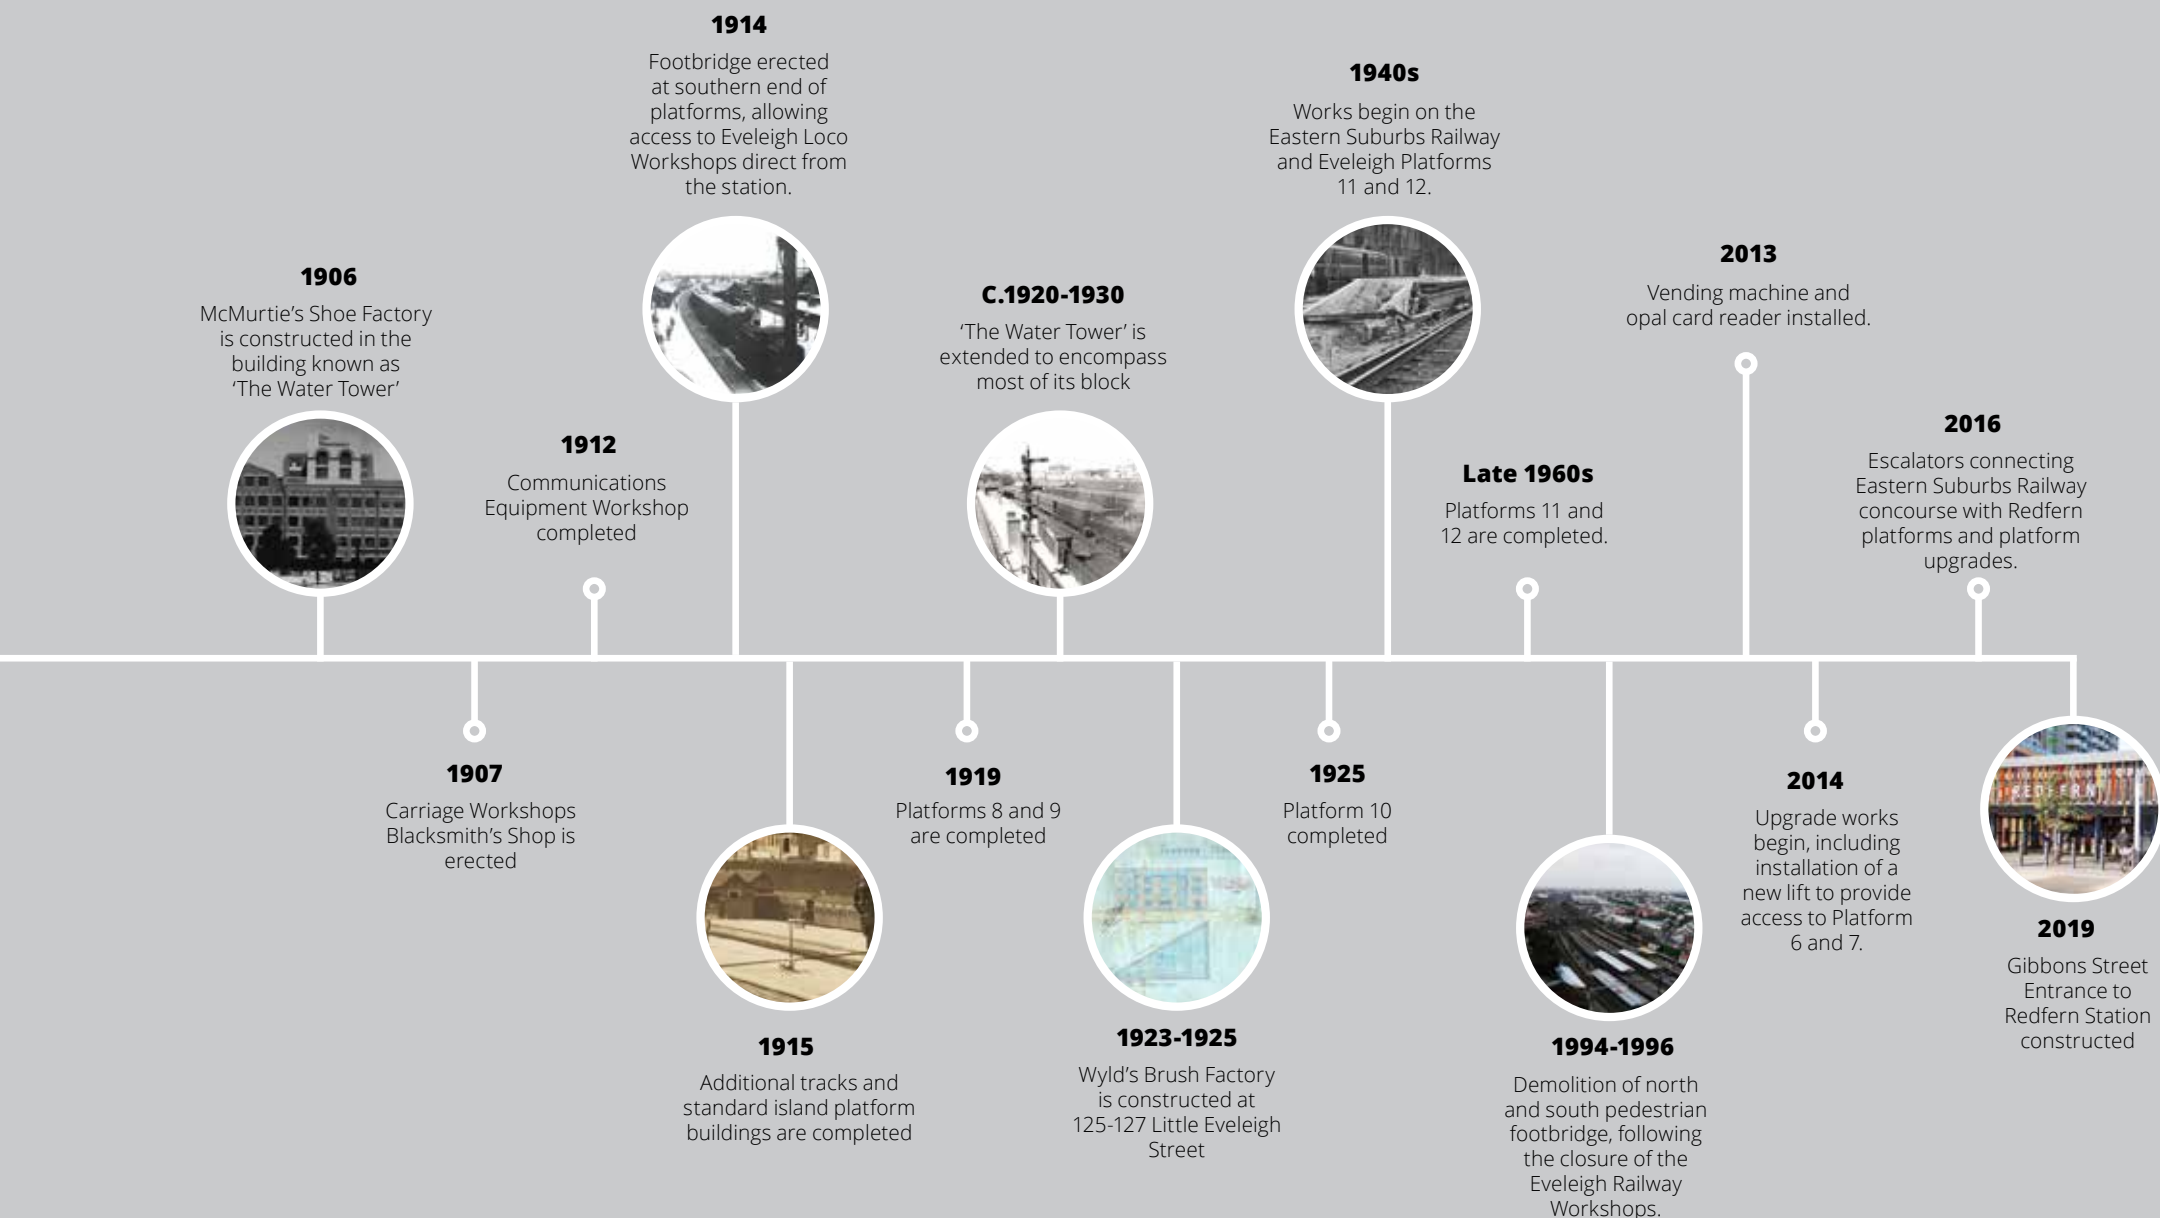 1906
McMurtie’s Shoe Factory
is constructed in the
building known as
‘The Water Tower’
1907
Carriage Workshops
Blacksmith’s Shop is
erected
1912
Communications
Equipment Workshop
completed
1914
Footbridge erected
at southern end of
platforms, allowing
access to Eveleigh Loco
Workshops direct from
the station.
1915
Additional tracks and
standard island platform
buildings are completed
1919
Platforms 8 and 9
are completed
C.1920-1930
‘The Water Tower’ is
extended to encompass
most of its block
1923-1925
Wyld’s Brush Factory
is constructed at
125-127 Little Eveleigh
Street
1925
Platform 10
completed
1940s
Works begin on the
Eastern Suburbs Railway
and Eveleigh Platforms
11 and 12.
Late 1960s
Platforms 11 and
12 are completed.
1994-1996
Demolition of north
and south pedestrian
footbridge, following
the closure of the
Eveleigh Railway
Workshops.
2013
Vending machine and
opal card reader installed.
2014
Upgrade works
begin, including
installation of a
new lift to provide
access to Platform
6 and 7.
2016
Escalators connecting
Eastern Suburbs Railway
concourse with Redfern
platforms and platform
upgrades.
REDFERN
2019
Gibbons Street
Entrance to
Redfern Station
constructed